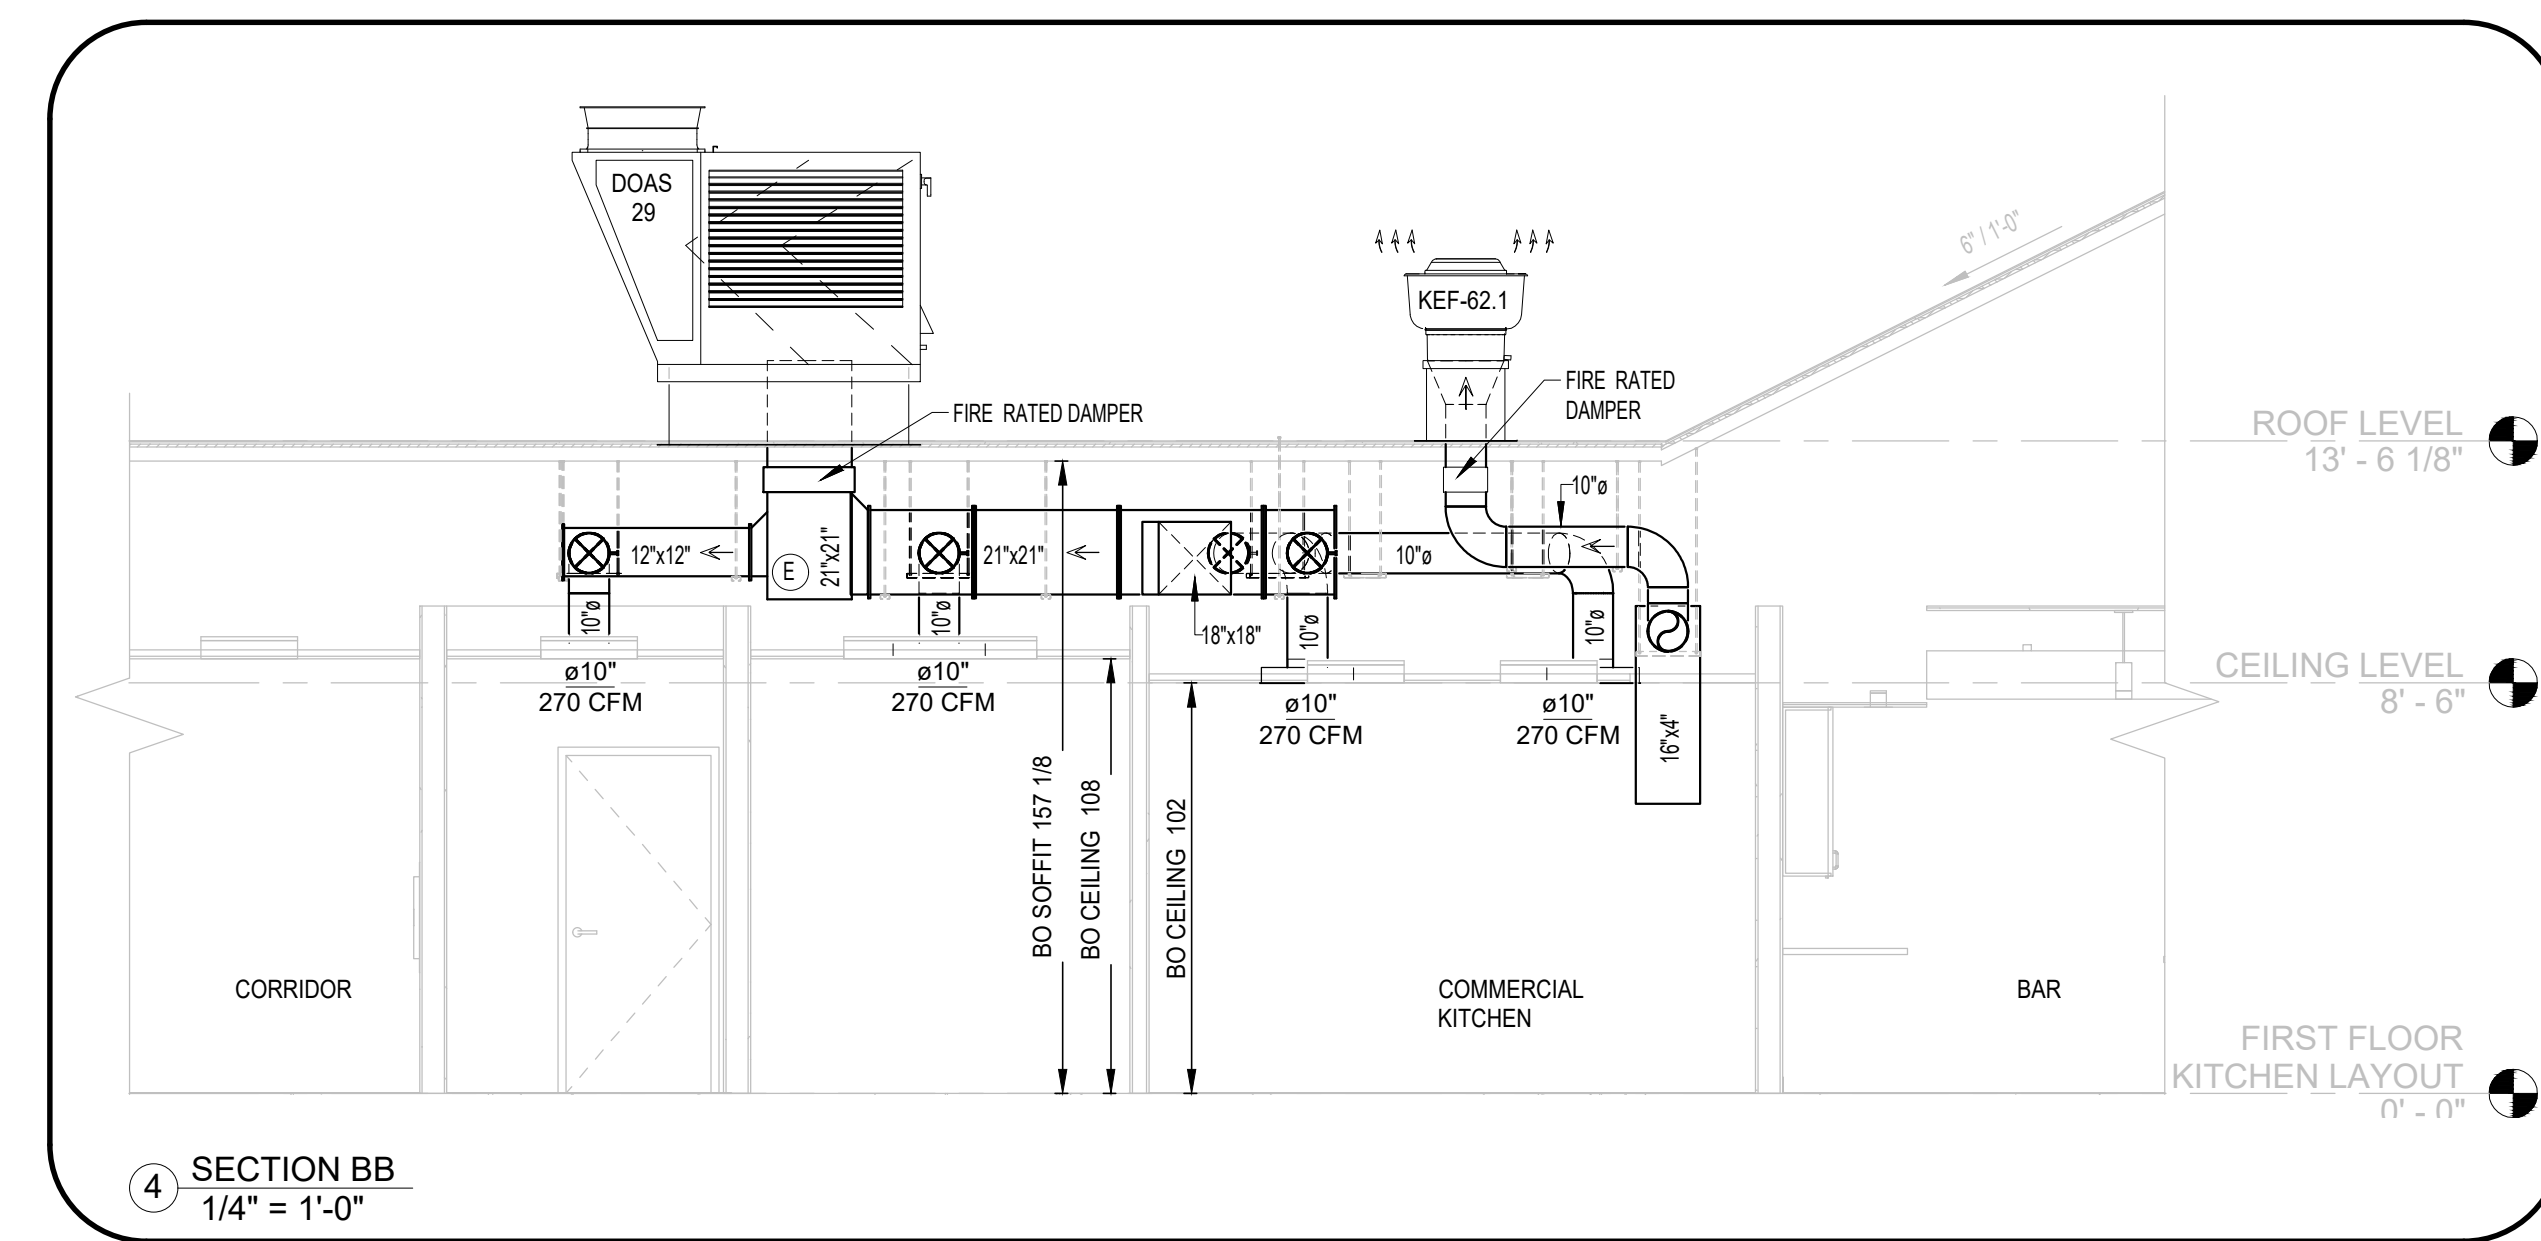 DOAS
29
6" / 1'-0"
KEF-62.1
FIRE RATED
DAMPER
FIRE RATED DAMPER
ROOF LEVEL
13' - 6 1/8"
10"ø
12"x12"
E
21"x21"
21"x21"
10"ø
10"ø
10"ø
18"x18"
10"ø
10"ø
ø10"
270 CFM
ø10"
270 CFM
ø10"
270 CFM
ø10"
270 CFM
16"x4"
CEILING LEVEL
8' - 6"
BO SOFFIT 157 1/8
BO CEILING 108
BO CEILING 102
CORRIDOR
COMMERCIAL
KITCHEN
BAR
FIRST FLOOR
KITCHEN LAYOUT
0' - 0"
4
SECTION BB
1/4" = 1'-0"